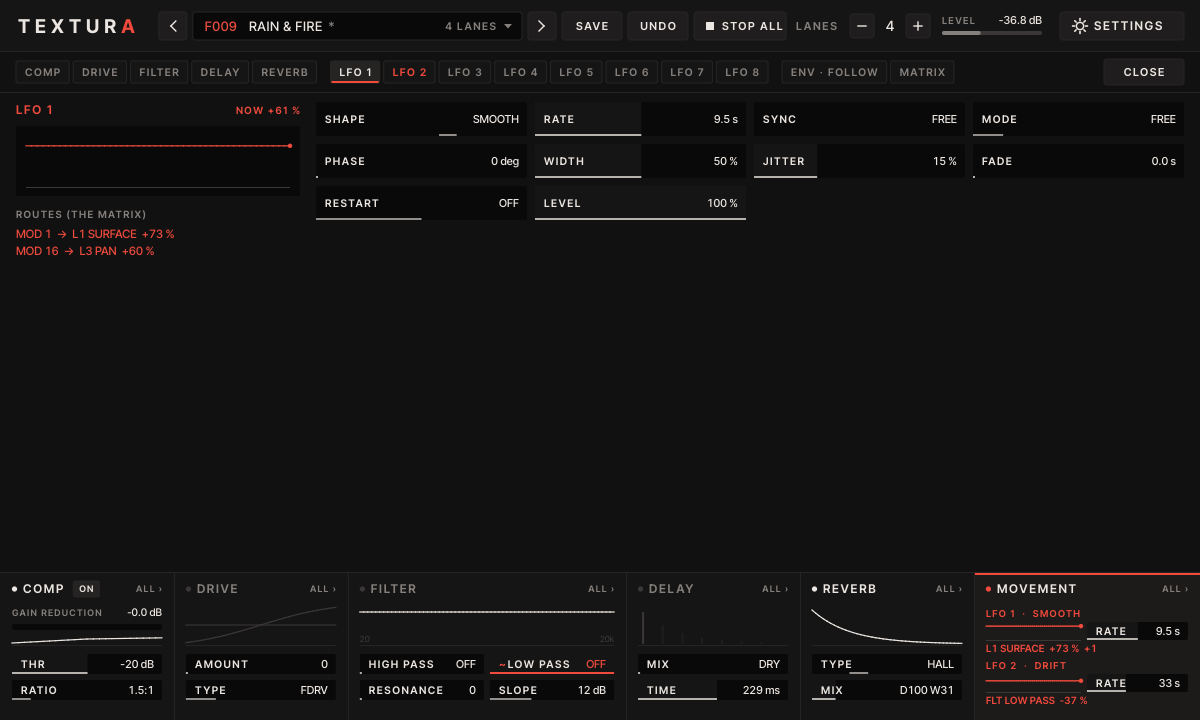 TEXTURA
F009 RAIN & FIRE * 4 LANES
SAVE
UNDO
STOP ALL
LANES
4
LEVEL -36.8 dB
SETTINGS
COMP
DRIVE
FILTER
DELAY
REVERB
LFO 1
LFO 2
LFO 3
LFO 4
LFO 5
LFO 6
LFO 7
LFO 8
ENV · FOLLOW
MATRIX
CLOSE
LFO 1 NOW +61 %
ROUTES (THE MATRIX)
MOD 1 → L1 SURFACE +73 %
MOD 16 → L3 PAN +60 %
SHAPE SMOOTH
RATE 9.5 s
SYNC FREE
MODE FREE
PHASE 0 deg
WIDTH 50 %
JITTER 15 %
FADE 0.0 s
RESTART OFF
LEVEL 100 %
COMP ON ALL ›
GAIN REDUCTION -0.0 dB
THR -20 dB
RATIO 1.5:1
DRIVE ALL ›
AMOUNT 0
TYPE FDRV
FILTER ALL ›
20 20k
HIGH PASS OFF
~LOW PASS OFF
RESONANCE 0
SLOPE 12 dB
DELAY ALL ›
MIX DRY
TIME 229 ms
REVERB ALL ›
TYPE HALL
MIX D100 W31
MOVEMENT ALL ›
LFO 1 · SMOOTH
RATE 9.5 s
L1 SURFACE +73 % +1
LFO 2 · DRIFT
RATE 33 s
FLT LOW PASS -37 %